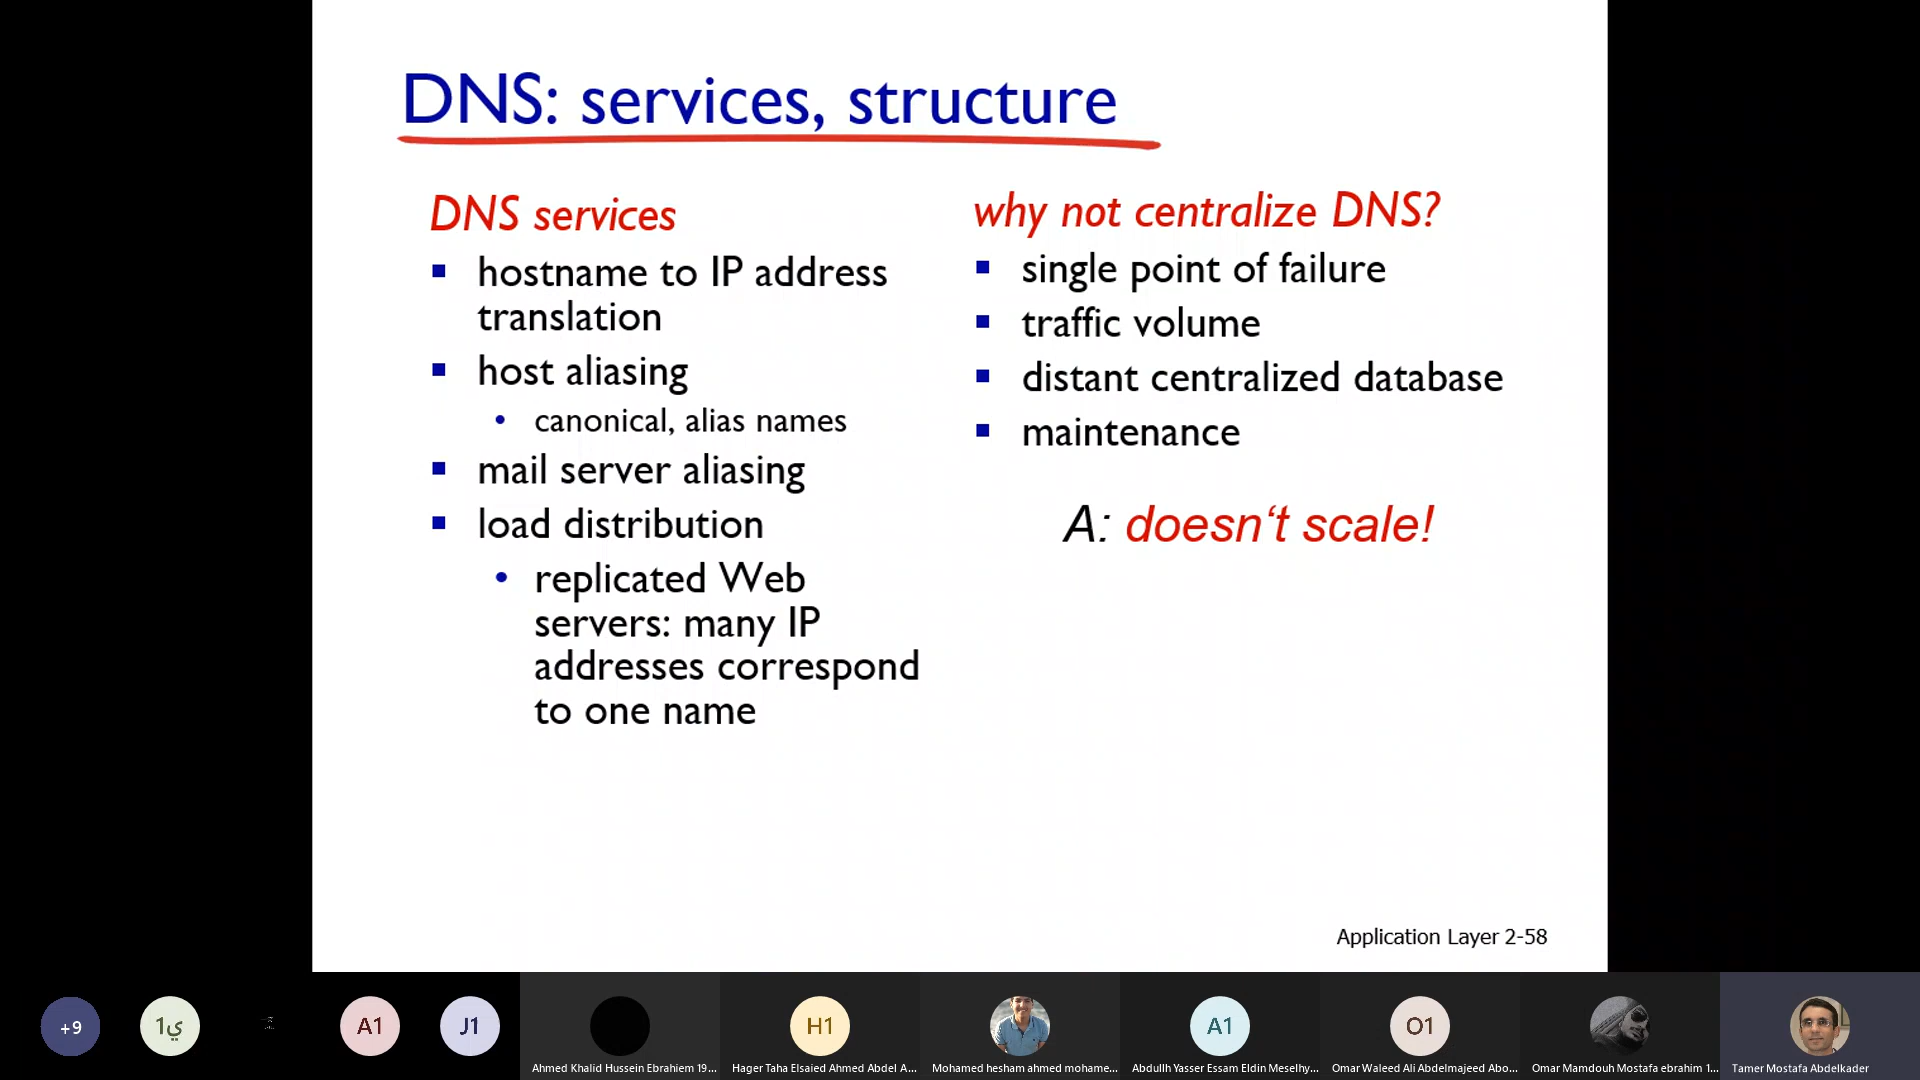 DNS: services, structure
DNS services
hostname to IP address
translation
host aliasing
canonical, alias names
mail server aliasing
load distribution
replicated Web
servers: many IP
addresses correspond
to one name
why not centralize DNS?
single point of failure
traffic volume
distant centralized database
maintenance
A: doesn‘t scale!
Application Layer 2-58
+9
1ي
A1
J1
H1
A1
O1
Ahmed Khalid Hussein Ebrahiem 19...
Hager Taha Elsaied Ahmed Abdel A...
Mohamed hesham ahmed mohame...
Abdullh Yasser Essam Eldin Meselhy...
Omar Waleed Ali Abdelmajeed Abo...
Omar Mamdouh Mostafa ebrahim 1...
Tamer Mostafa Abdelkader